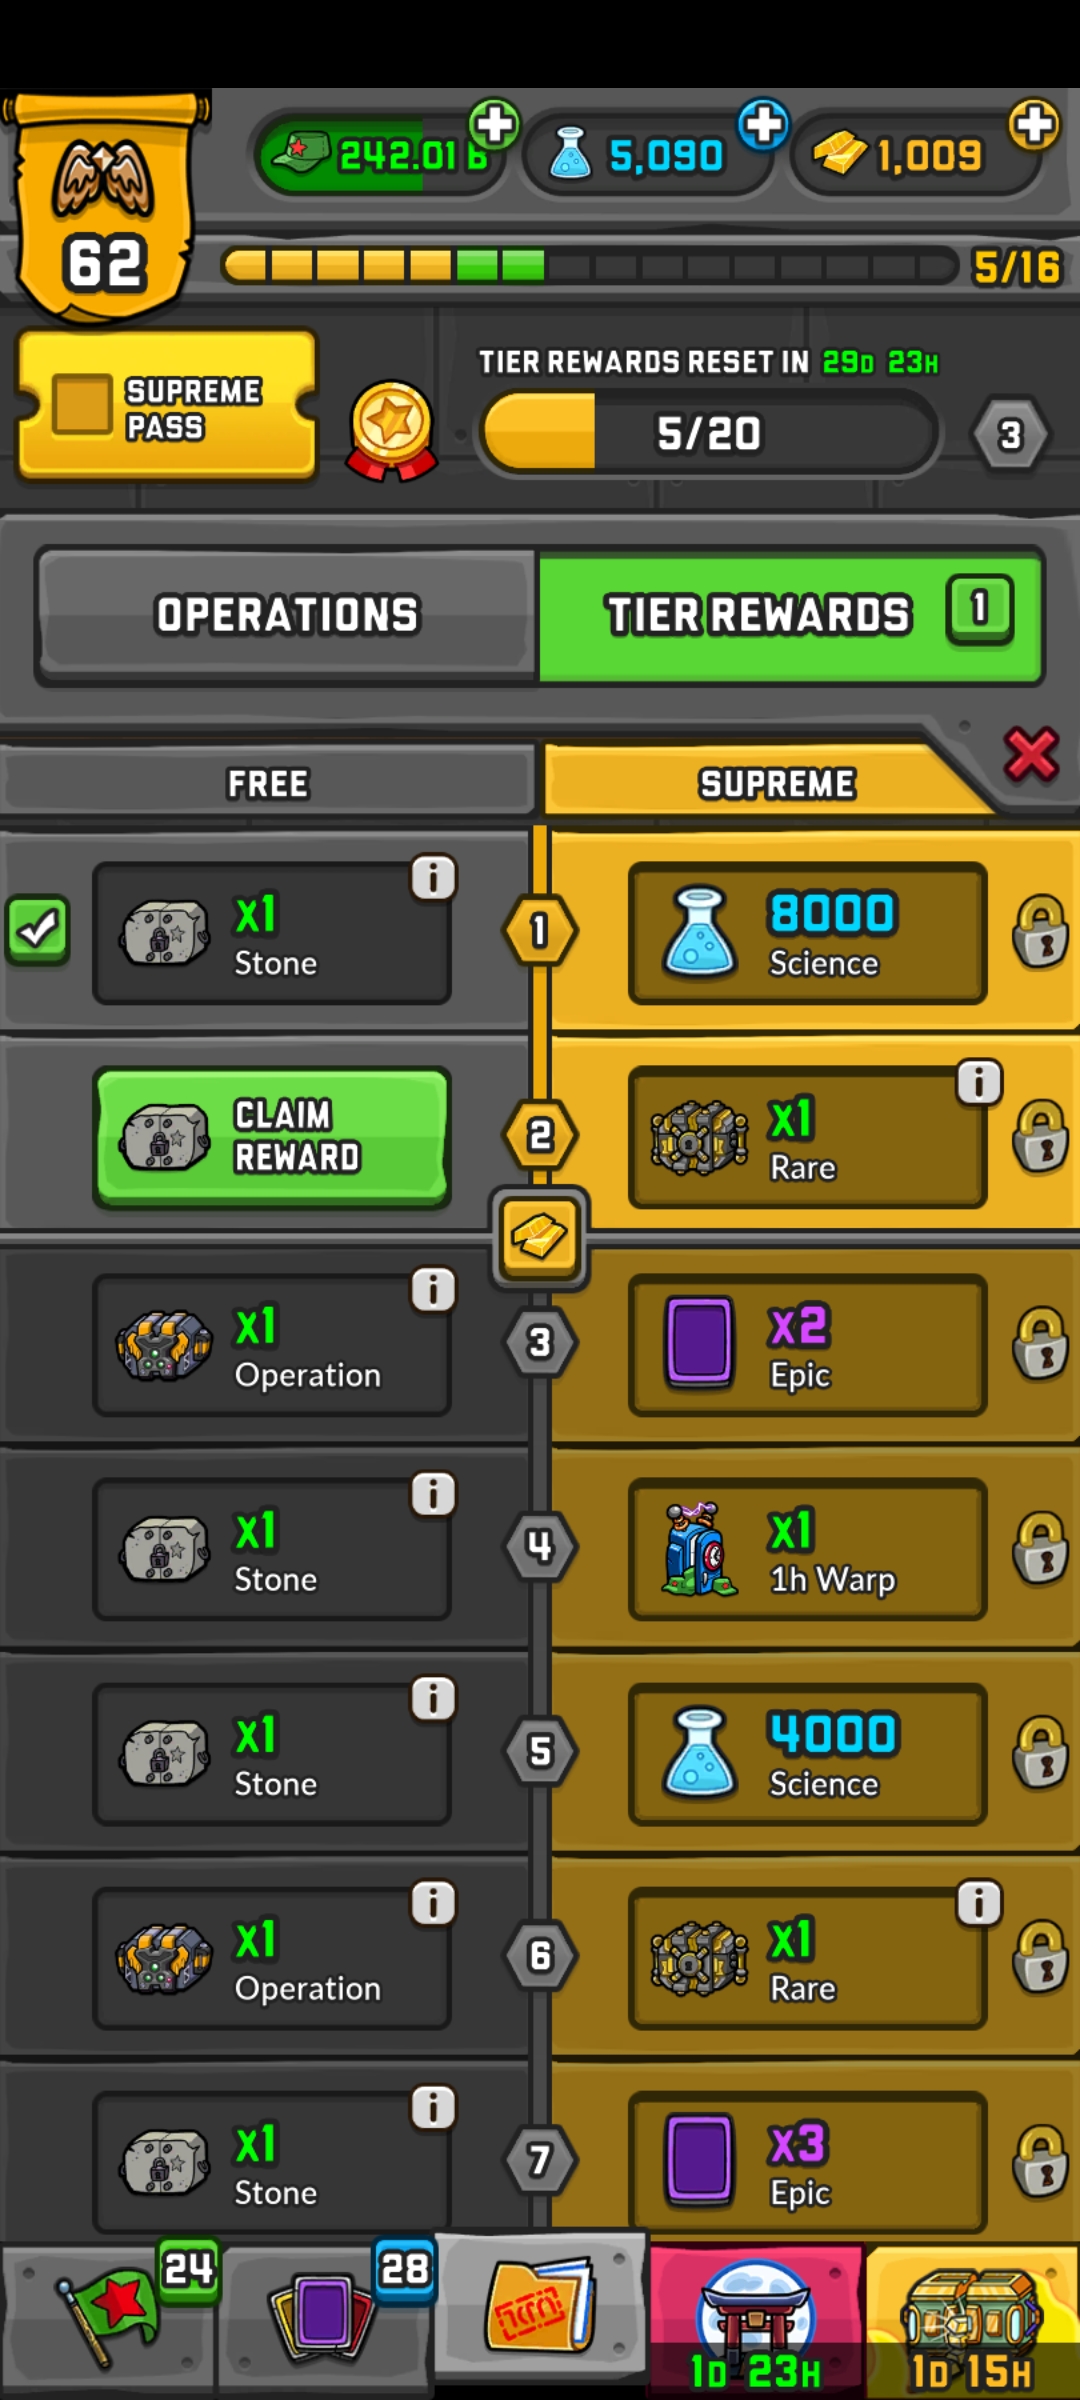 242.01 B
5,090
1,009
62
5/16
SUPREME
PASS
TIER REWARDS RESET IN 29D 23H
5/20
3
OPERATIONS
TIER REWARDS
1
FREE
SUPREME
i
X1
Stone
1
8000
Science
CLAIM
REWARD
2
i
X1
Rare
i
X1
Operation
3
X2
Epic
i
X1
Stone
4
X1
1h Warp
i
X1
Stone
5
4000
Science
i
X1
Operation
6
i
X1
Rare
i
X1
Stone
7
X3
Epic
24
28
1D 23H
1D 15H